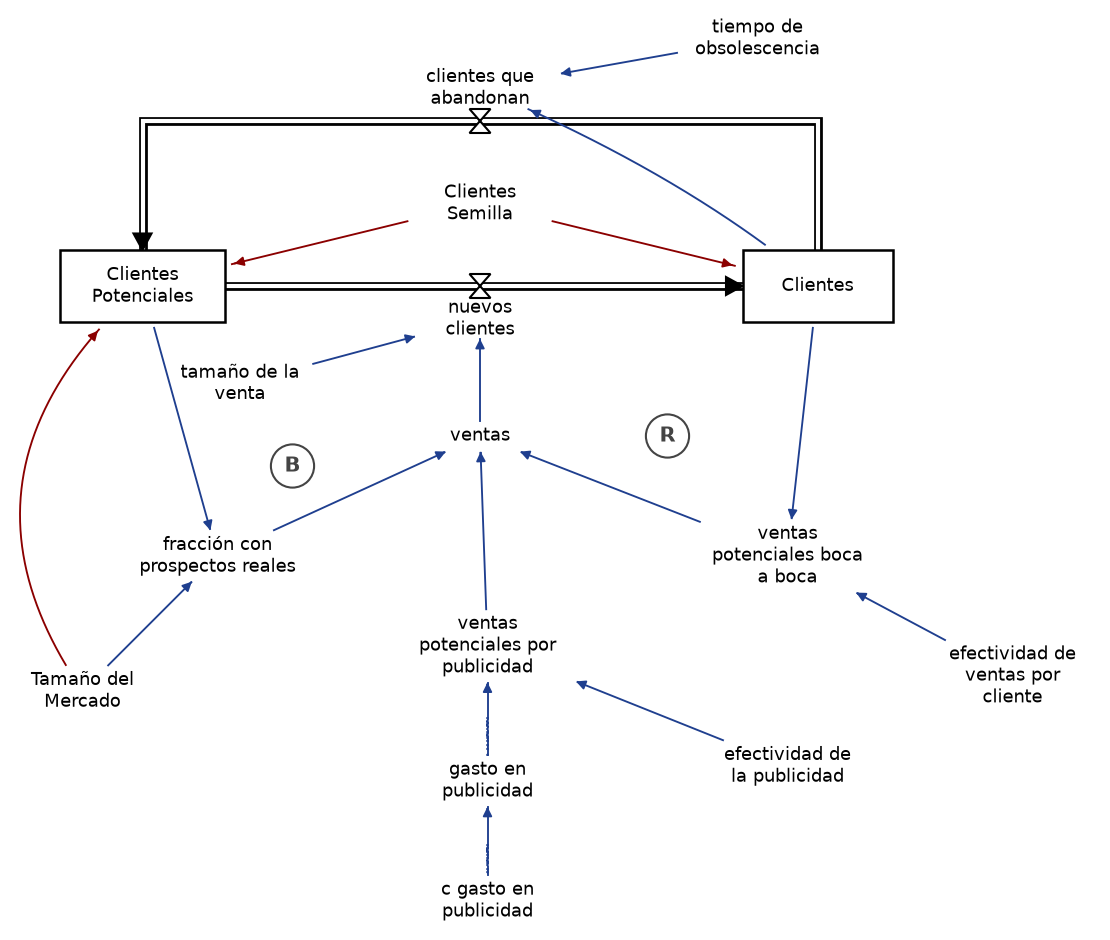 tiempo de
obsolescencia
clientes que
abandonan
Clientes
Semilla
Clientes
Potenciales
Clientes
nuevos
clientes
tamaño de la
venta
ventas
B
R
fracción con
prospectos reales
ventas
potenciales boca
a boca
ventas
potenciales por
publicidad
efectividad de
ventas por
cliente
Tamaño del
Mercado
efectividad de
la publicidad
gasto en
publicidad
c gasto en
publicidad